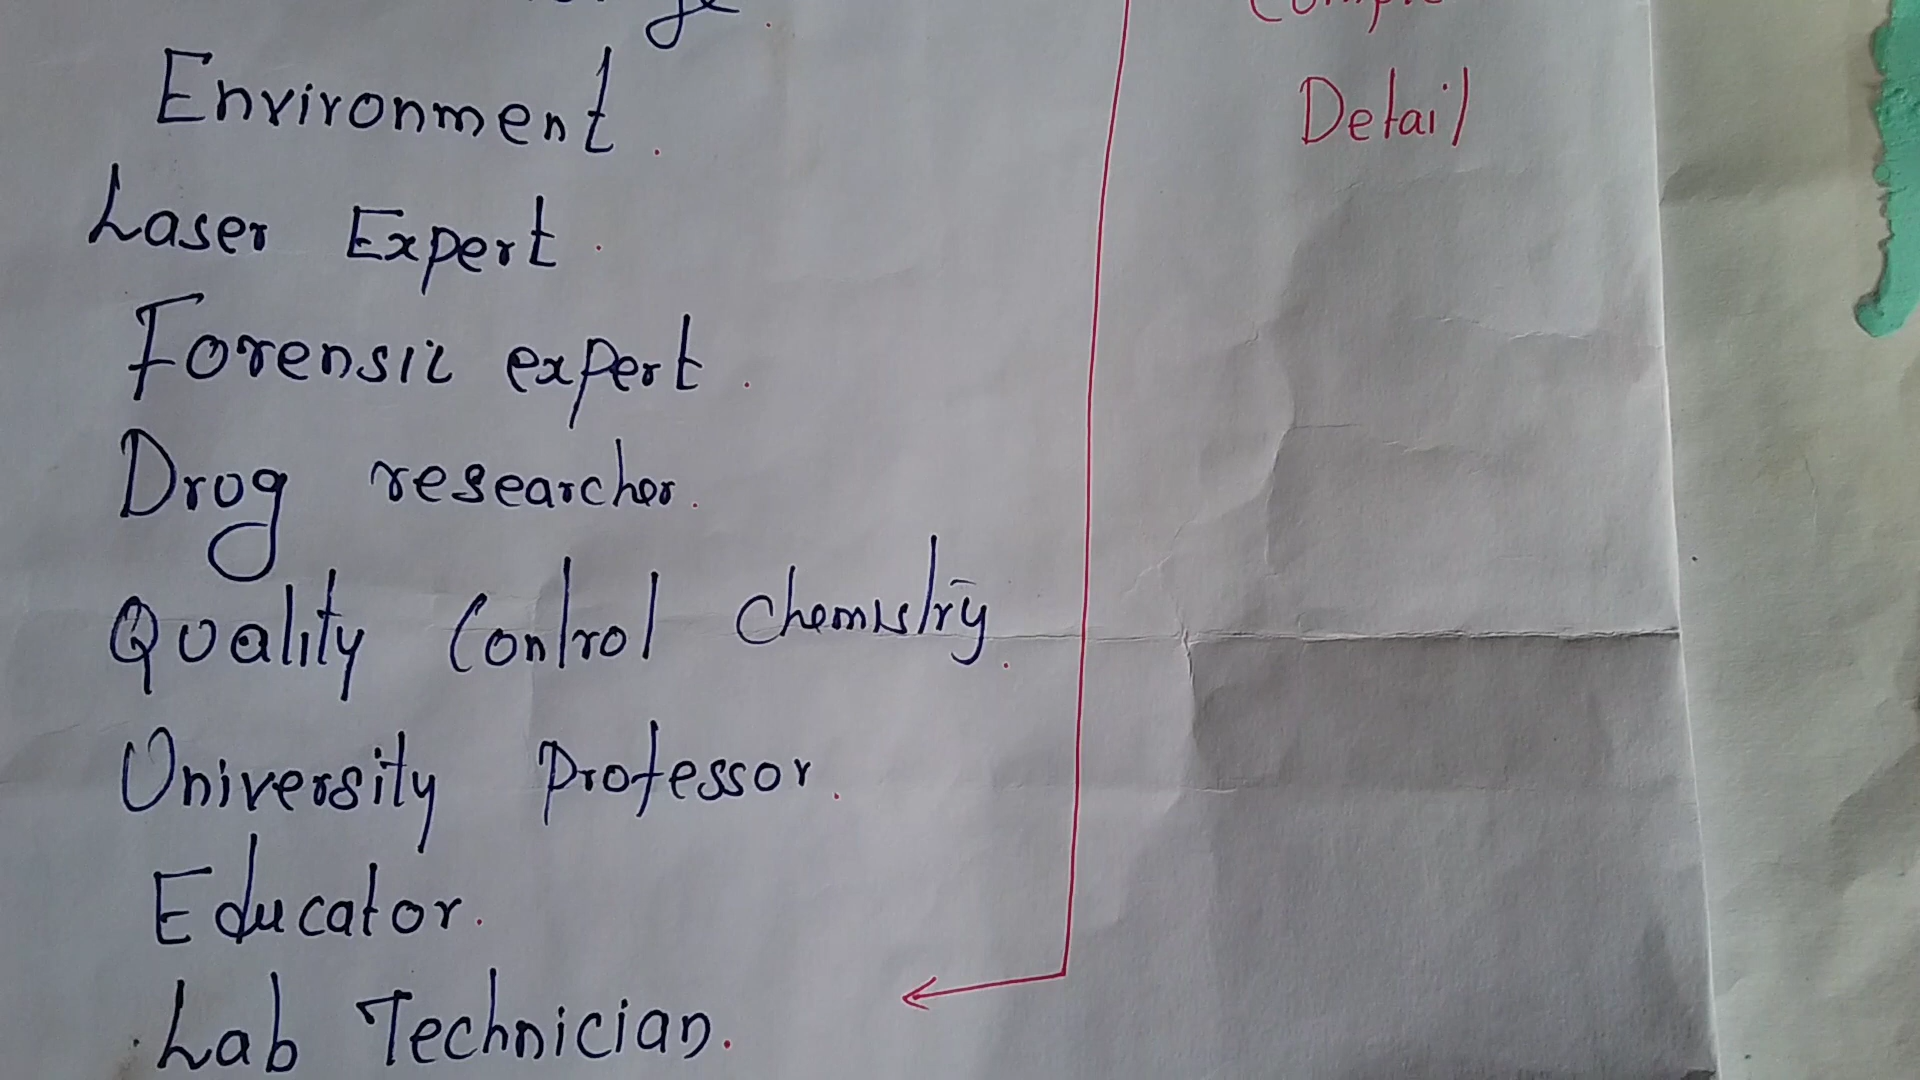 Environment.
Detail
Laser Expert.
Forensic expert.
Drug researcher.
Quality Control Chemistry.
University Professor.
Educator.
Lab Technician.